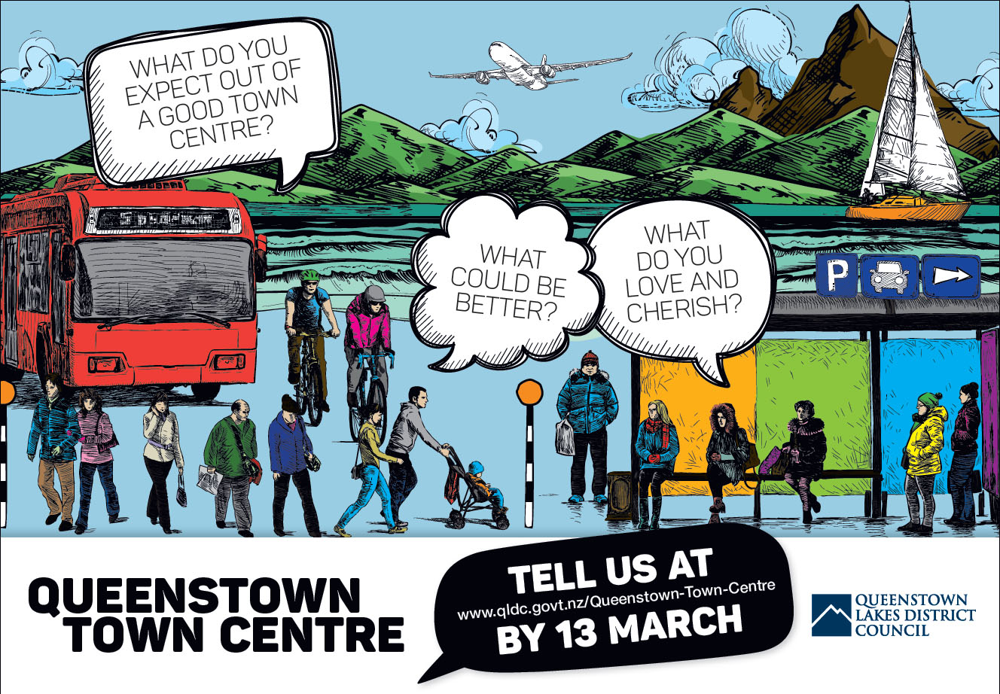 WHAT DO YOU
EXPECT OUT OF
A GOOD TOWN
CENTRE?
WHAT
COULD BE
BETTER?
WHAT
DO YOU
LOVE AND
CHERISH?
P
QUEENSTOWN
TOWN CENTRE
TELL US AT
www.qldc.govt.nz/Queenstown-Town-Centre
BY 13 MARCH
QUEENSTOWN
LAKES DISTRICT
COUNCIL